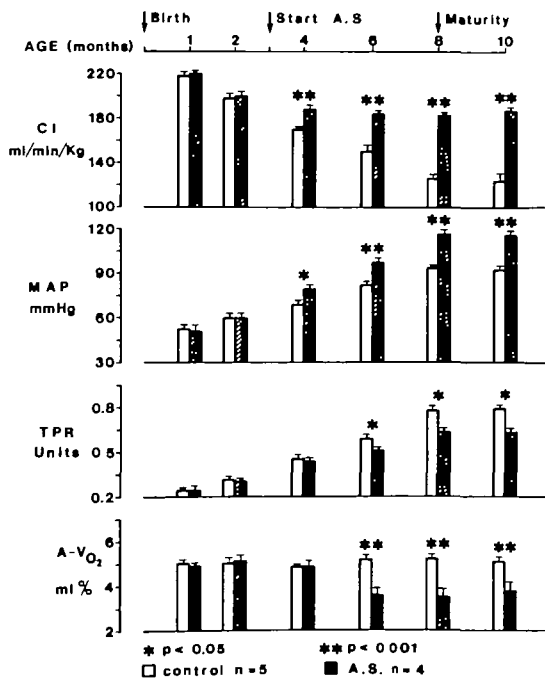 Birth Start A.S Maturity
AGE (months) 1 2 4 6 8 10
220
** ** ** **
CI 180
ml/min/Kg 140
100
120 ** **
**
MAP 90 *
mmHg 60
30
0.8 * *
TPR *
Units 0.5
0.2
6 ** ** **
A-VO₂
4
ml%
2
* p< 0.05 ** p< 0 001
control n=5 A.S. n=4